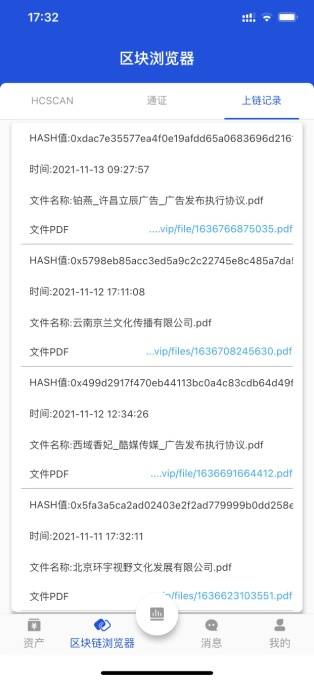 17:32
区块浏览器
HCSCAN 通证 上链记录
HASH值:0xdac7e35577ea4f0e19afdd65a0683696d216
时间:2021-11-13 09:27:57
文件名称:铂燕_许昌立辰广告_广告发布执行协议.pdf
文件PDF ....vip/file/1636766875035.pdf
HASH值:0x5798eb85acc3ed5a9c2c22745e8c485a7da
时间:2021-11-12 17:11:08
文件名称:云南京兰文化传播有限公司.pdf
文件PDF ...vip/files/1636708245630.pdf
HASH值:0x499d2917f470eb44113bc0a4c83cdb64d49f
时间:2021-11-12 12:34:26
文件名称:西域香妃_酷媒传媒_广告发布执行协议.pdf
文件PDF ....vip/file/1636691664412.pdf
HASH值:0x5fa3a5ca2ad02403e2f2ad779999b0dd258e
时间:2021-11-11 17:32:11
文件名称:北京环宇视野文化发展有限公司.pdf
文件PDF ...vip/files/1636623103551.pdf
资产 区块链浏览器 消息 我的